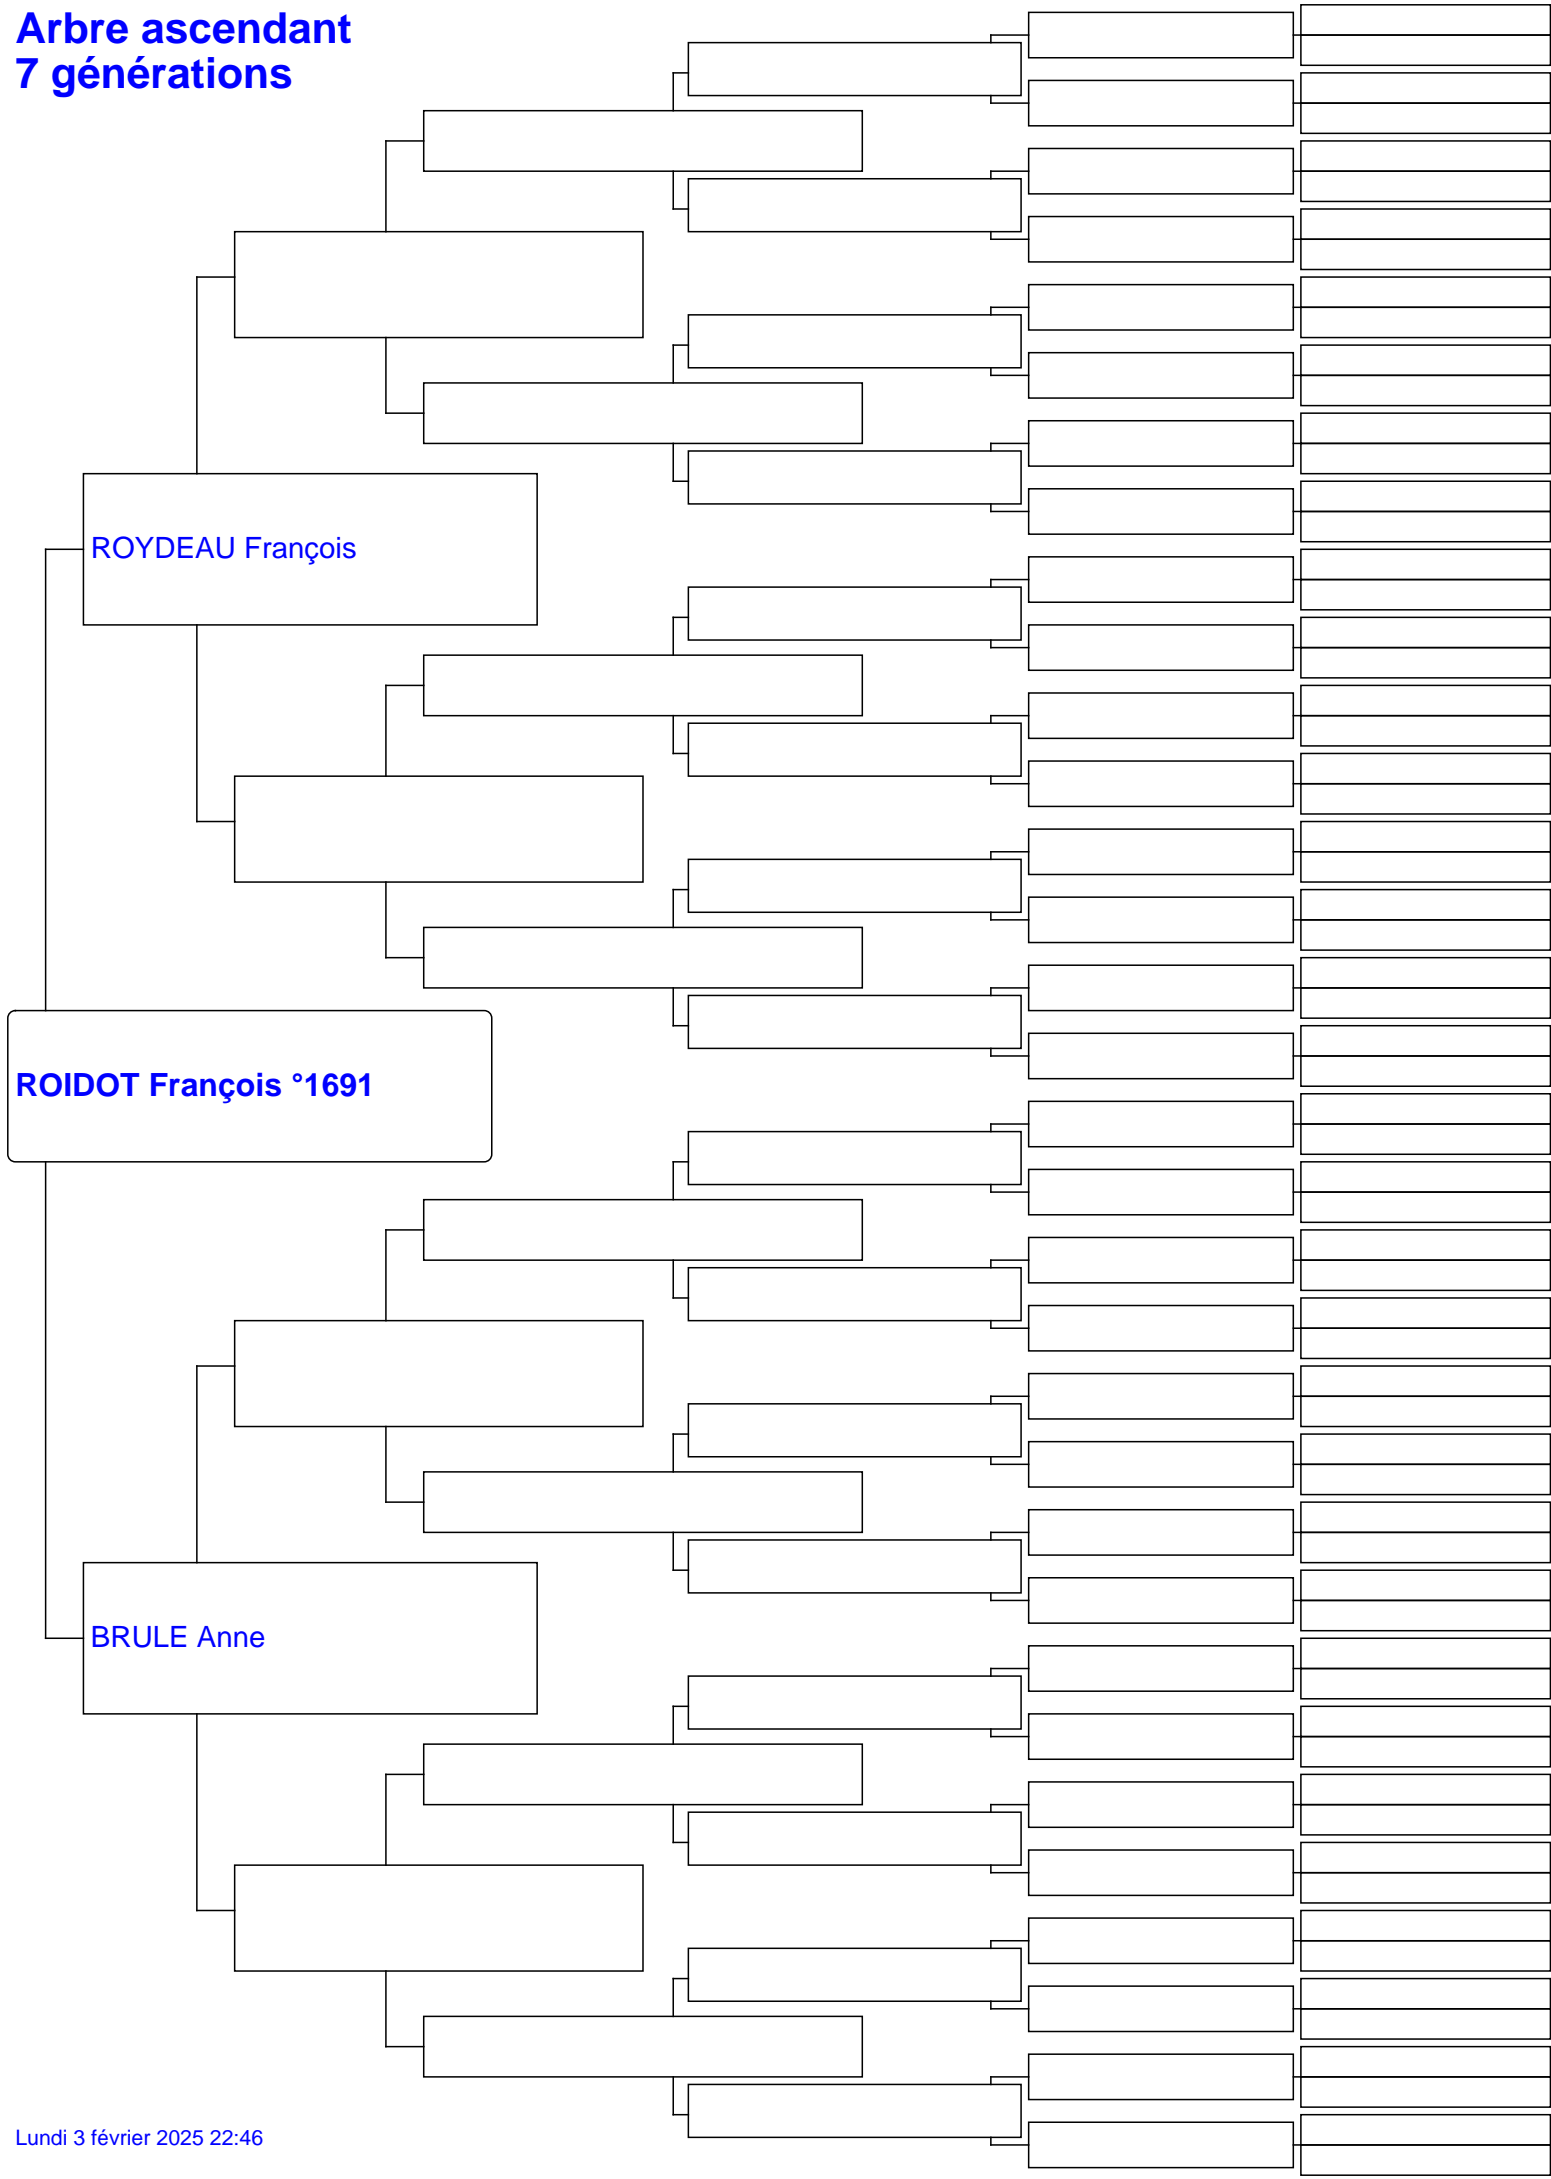 Arbre ascendant
7 générations
ROYDEAU François
ROIDOT François °1691
BRULE Anne
Lundi 3 février 2025 22:46